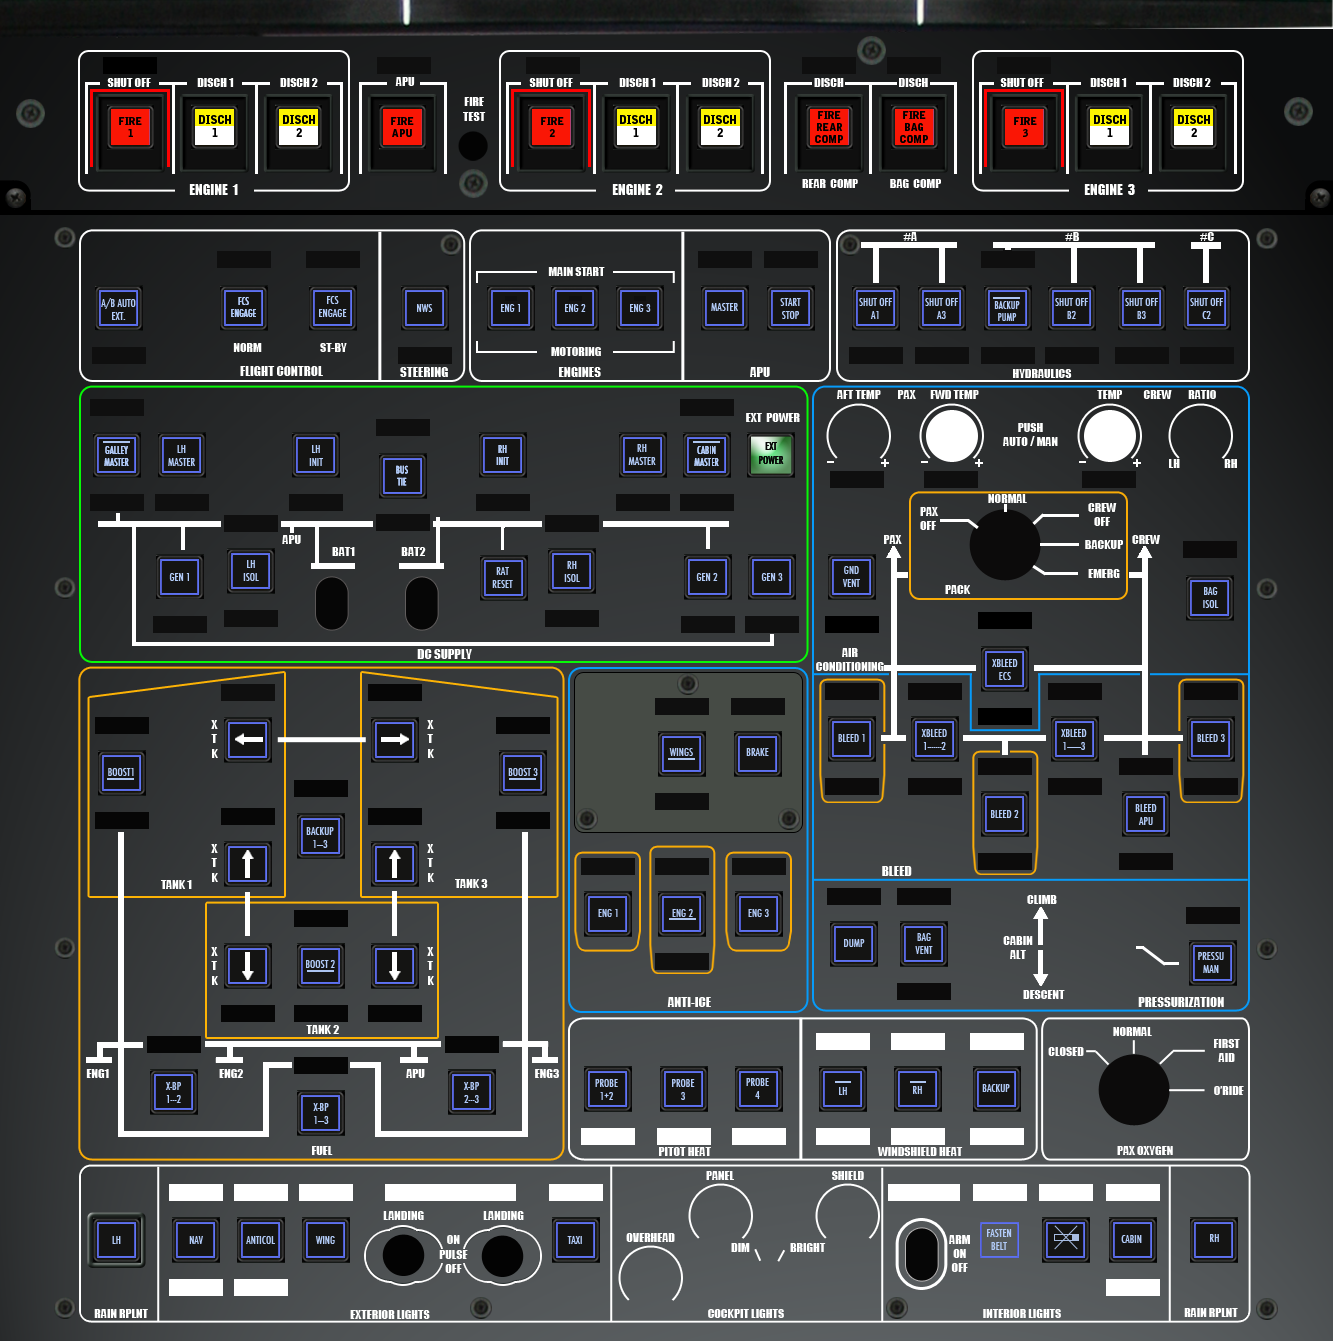 SHUT OFF DISCH 1 DISCH 2
APU
SHUT OFF DISCH 1 DISCH 2
DISCH DISCH
SHUT OFF DISCH 1 DISCH 2
FIRE
TEST
FIRE
1
DISCH
1
DISCH
2
FIRE
APU
FIRE
2
DISCH
1
DISCH
2
FIRE
REAR
COMP
FIRE
BAG
COMP
FIRE
3
DISCH
1
DISCH
2
ENGINE 1
ENGINE 2
REAR COMP BAG COMP
ENGINE 3
A/B AUTO
EXT.
FCS
ENGAGE
NORM
FCS
ENGAGE
ST-BY
FLIGHT CONTROL
NWS
STEERING
MAIN START
ENG 1 ENG 2 ENG 3
MOTORING
ENGINES
MASTER
START
STOP
APU
#A #B #C
SHUT OFF
A1
SHUT OFF
A3
BACKUP
PUMP
SHUT OFF
B2
SHUT OFF
B3
SHUT OFF
C2
HYDRAULICS
EXT POWER
GALLEY
MASTER
LH
MASTER
LH
INIT
BUS
TIE
RH
INIT
RH
MASTER
CABIN
MASTER
EXT
POWER
APU
BAT1 BAT2
GEN 1
LH
ISOL
RAT
RESET
RH
ISOL
GEN 2
GEN 3
DC SUPPLY
AFT TEMP PAX FWD TEMP
TEMP CREW RATIO
PUSH
AUTO / MAN
- + - + - + LH RH
NORMAL
PAX
OFF
CREW
OFF
BACKUP
EMERG
PACK
PAX
CREW
GND
VENT
BAG
ISOL
AIR
CONDITIONING
XBLEED
ECS
BLEED 1
XBLEED
1------2
XBLEED
1-----3
BLEED 3
BLEED 2
BLEED
APU
BLEED
DUMP
BAG
VENT
CLIMB
CABIN
ALT
DESCENT
PRESSU
MAN
PRESSURIZATION
X
T
K
X
T
K
BOOST1
BOOST 3
BACKUP
1--3
X
T
K
X
T
K
TANK 1
TANK 3
X
T
K
BOOST 2
X
T
K
TANK 2
ENG1 ENG2 APU ENG3
X-BP
1--2
X-BP
1--3
X-BP
2--3
FUEL
WINGS
BRAKE
ENG 1
ENG 2
ENG 3
ANTI-ICE
PROBE
1+2
PROBE
3
PROBE
4
PITOT HEAT
LH
RH
BACKUP
WINDSHIELD HEAT
NORMAL
CLOSED
FIRST
AID
O'RIDE
PAX OXYGEN
LH
RAIN RPLNT
NAV
ANTICOL
WING
LANDING LANDING
ON
PULSE
OFF
TAXI
EXTERIOR LIGHTS
PANEL SHIELD
OVERHEAD
DIM BRIGHT
COCKPIT LIGHTS
ARM
ON
OFF
FASTEN
BELT
CABIN
INTERIOR LIGHTS
RH
RAIN RPLNT